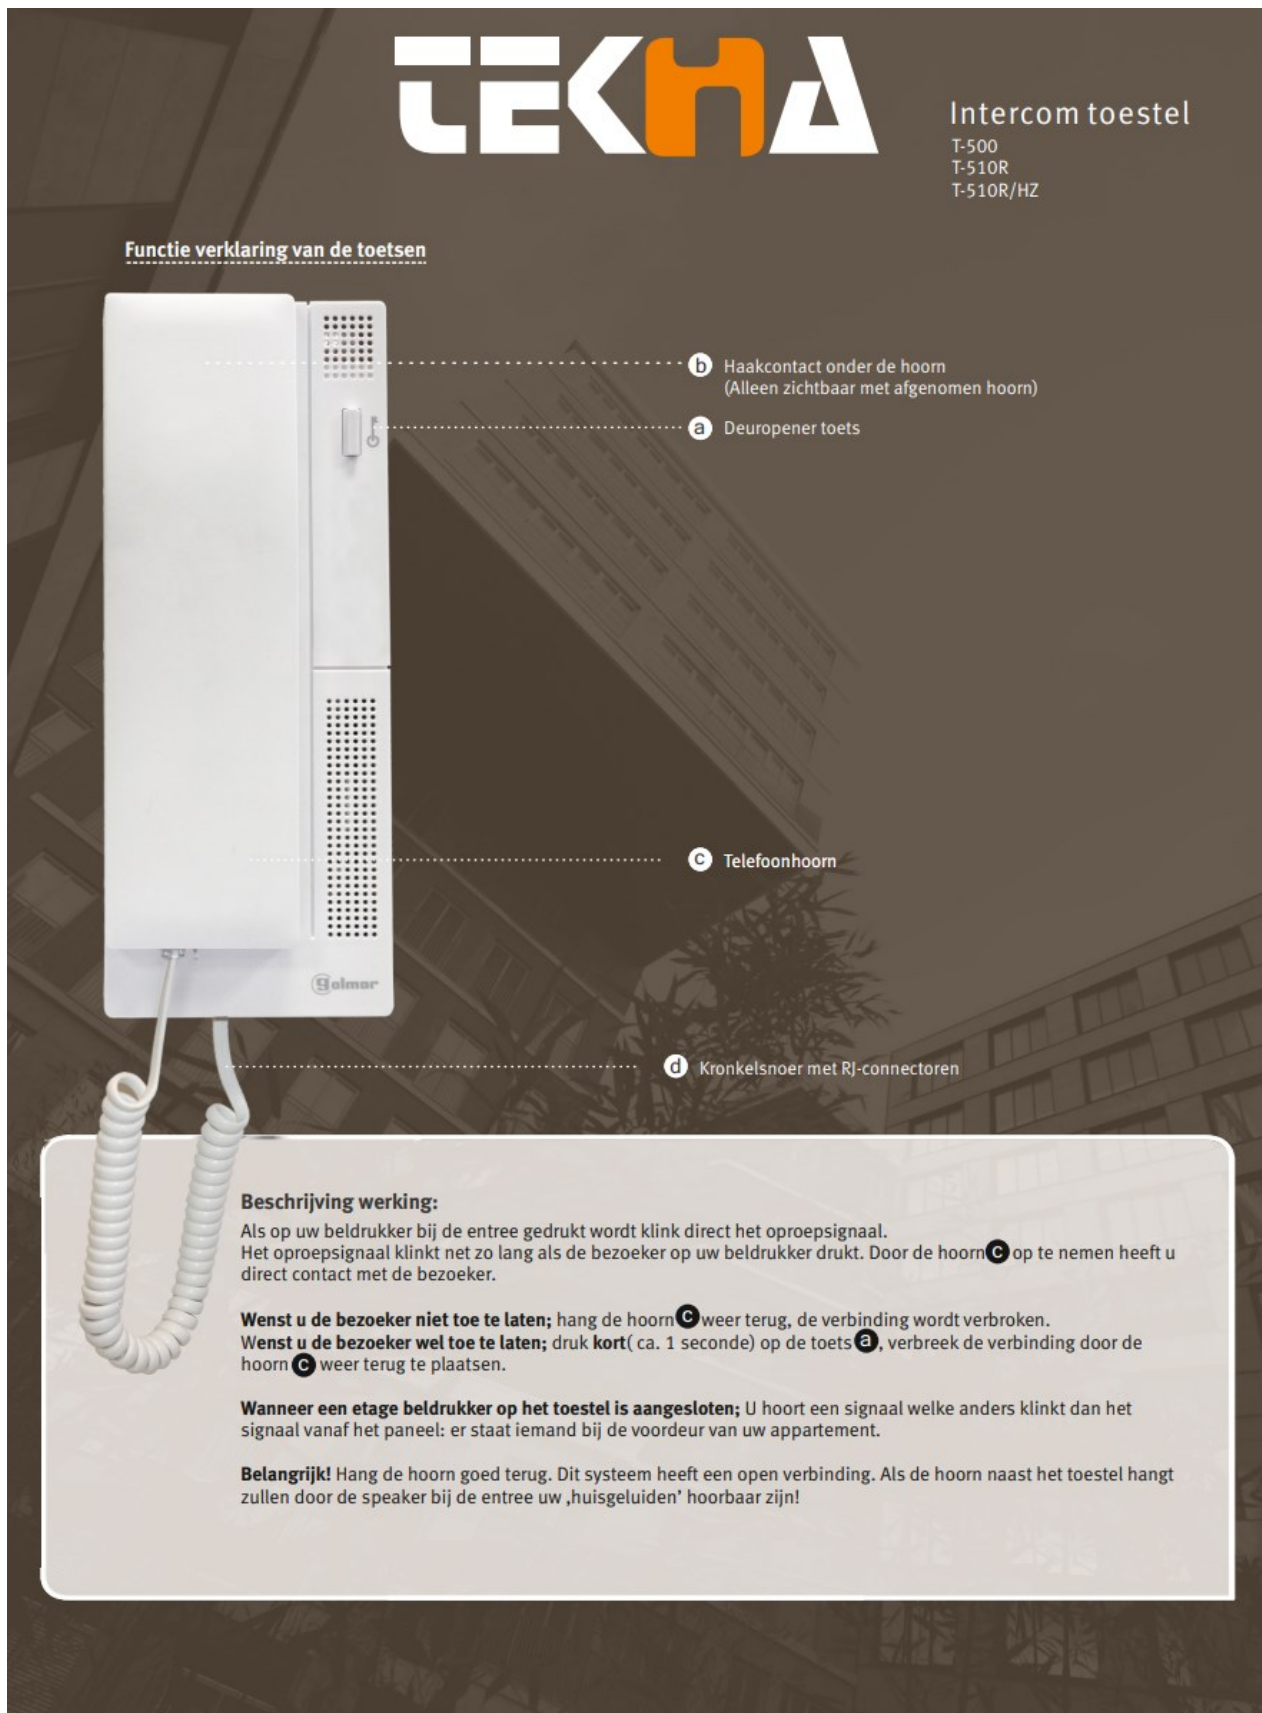 TEKNA
Intercom toestel
T-500
T-510R
T-510R/HZ
Functie verklaring van de toetsen
b Haakcontact onder de hoorn
(Alleen zichtbaar met afgenomen hoorn)
a Deuropener toets
c Telefoonhoorn
golmar
d Kronkelsnoer met RJ-connectoren
Beschrijving werking:
Als op uw beldrukker bij de entree gedrukt wordt klink direct het oproepsignaal.
Het oproepsignaal klinkt net zo lang als de bezoeker op uw beldrukker drukt. Door de hoorn c op te nemen heeft u
direct contact met de bezoeker.
Wenst u de bezoeker niet toe te laten; hang de hoorn c weer terug, de verbinding wordt verbroken.
Wenst u de bezoeker wel toe te laten; druk kort( ca. 1 seconde) op de toets a, verbreek de verbinding door de
hoorn c weer terug te plaatsen.
Wanneer een etage beldrukker op het toestel is aangesloten; U hoort een signaal welke anders klinkt dan het
signaal vanaf het paneel: er staat iemand bij de voordeur van uw appartement.
Belangrijk! Hang de hoorn goed terug. Dit systeem heeft een open verbinding. Als de hoorn naast het toestel hangt
zullen door de speaker bij de entree uw ‚huisgeluiden’ hoorbaar zijn!